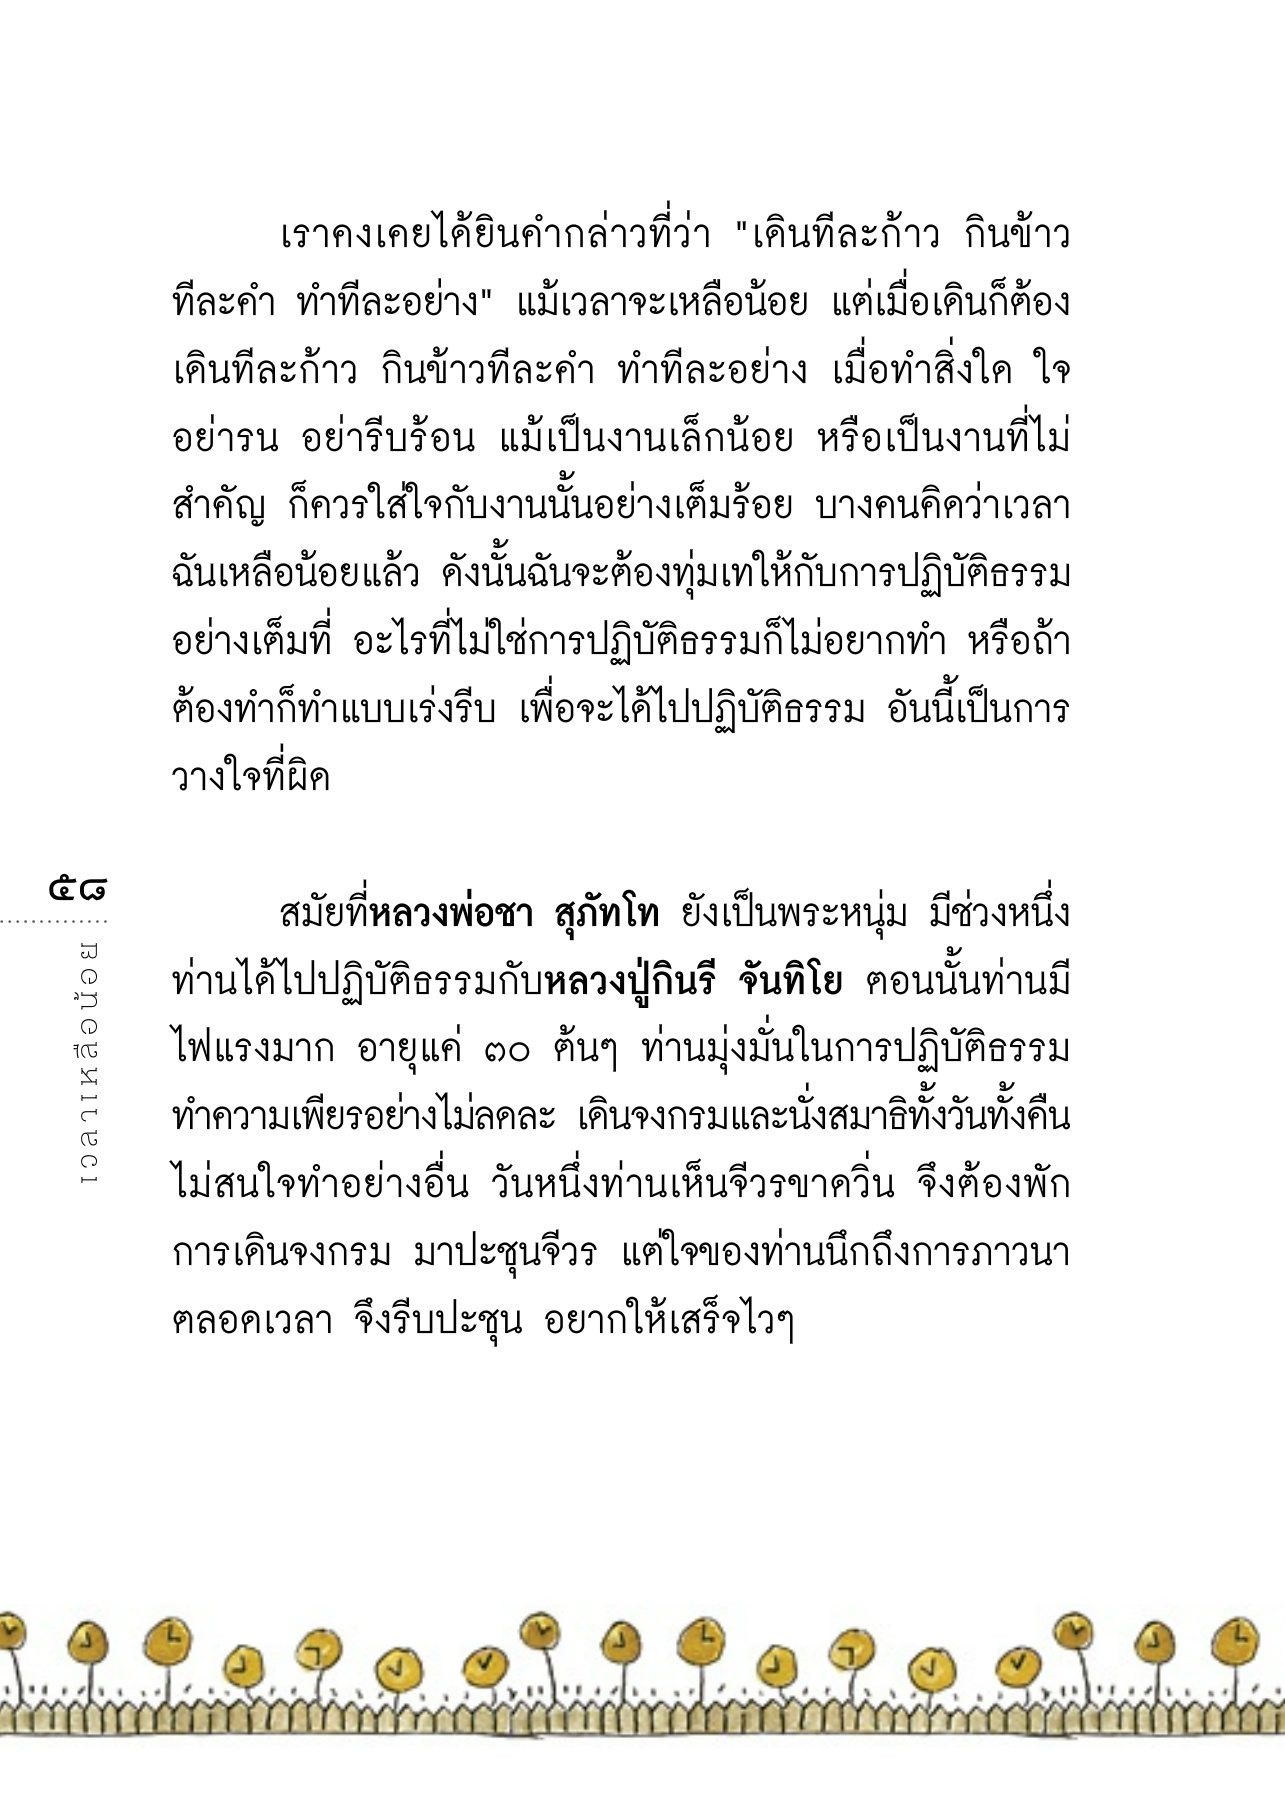 เราคงเคยได้ยินคำกล่าวที่ว่า "เดินทีละก้าว กินข้าว
ทีละคำ ทำทีละอย่าง" แม้เวลาจะเหลือน้อย แต่เมื่อเดินก็ต้อง
เดินทีละก้าว กินข้าวทีละคำ ทำทีละอย่าง เมื่อทำสิ่งใด ใจ
อย่ารน อย่ารีบร้อน แม้เป็นงานเล็กน้อย หรือเป็นงานที่ไม่
สำคัญ ก็ควรใส่ใจกับงานนั้นอย่างเต็มร้อย บางคนคิดว่าเวลา
ฉันเหลือน้อยแล้ว ดังนั้นฉันจะต้องทุ่มเทให้กับการปฏิบัติธรรม
อย่างเต็มที่ อะไรที่ไม่ใช่การปฏิบัติธรรมก็ไม่อยากทำ หรือถ้า
ต้องทำก็ทำแบบเร่งรีบ เพื่อจะได้ไปปฏิบัติธรรม อันนี้เป็นการ
วางใจที่ผิด
๕๘
เวลาเหลือน้อย
สมัยที่หลวงพ่อชา สุภัทโท ยังเป็นพระหนุ่ม มีช่วงหนึ่ง
ท่านได้ไปปฏิบัติธรรมกับหลวงปู่กินรี จันทิโย ตอนนั้นท่านมี
ไฟแรงมาก อายุแค่ ๓๐ ต้นๆ ท่านมุ่งมั่นในการปฏิบัติธรรม
ทำความเพียรอย่างไม่ลดละ เดินจงกรมและนั่งสมาธิทั้งวันทั้งคืน
ไม่สนใจทำอย่างอื่น วันหนึ่งท่านเห็นจีวรขาดวิ่น จึงต้องพัก
การเดินจงกรม มาปะชุนจีวร แต่ใจของท่านนึกถึงการภาวนา
ตลอดเวลา จึงรีบปะชุน อยากให้เสร็จไวๆ